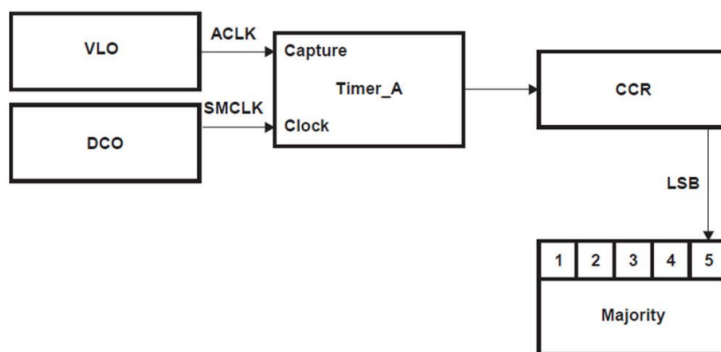 VLO
ACLK
Capture
Timer_A
CCR
SMCLK
Clock
DCO
LSB
1 2 3 4 5
Majority